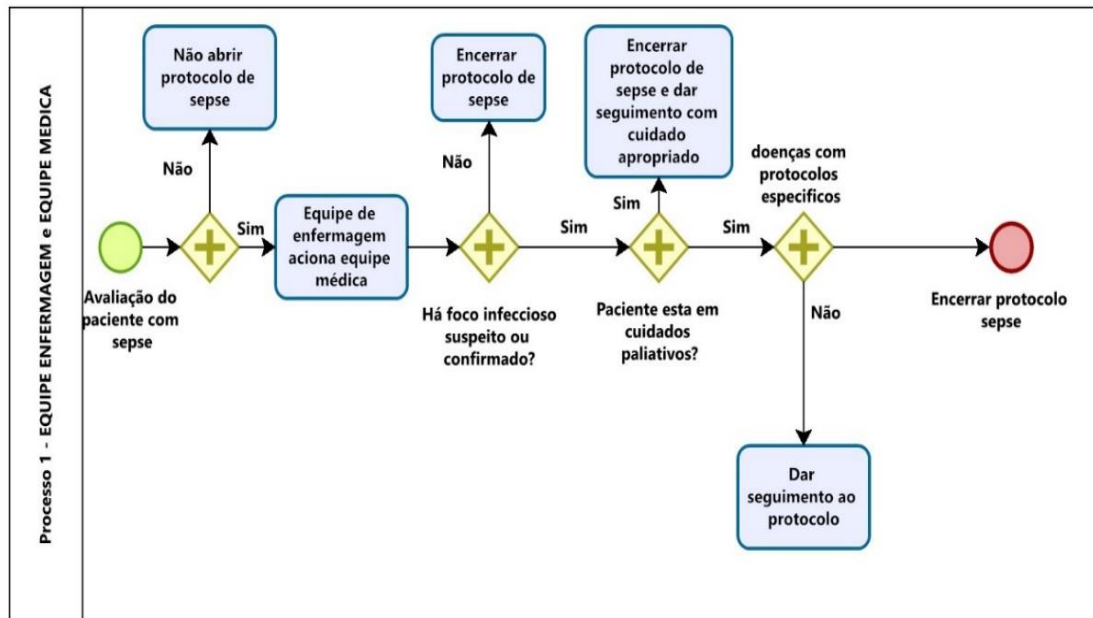 Processo 1 - EQUIPE ENFERMAGEM e EQUIPE MEDICA
Avaliação do
paciente com
sepse
Não abrir
protocolo de
sepse
Não
Sim
Equipe de
enfermagem
aciona equipe
médica
Encerrar
protocolo de
sepse
Não
Há foco infeccioso
suspeito ou
confirmado?
Sim
Encerrar
protocolo de
sepse e dar
seguimento com
cuidado
apropriado
Sim
Paciente esta em
cuidados
paliativos?
Sim
doenças com
protocolos
especificos
Não
Dar
seguimento ao
protocolo
Encerrar protocolo
sepse